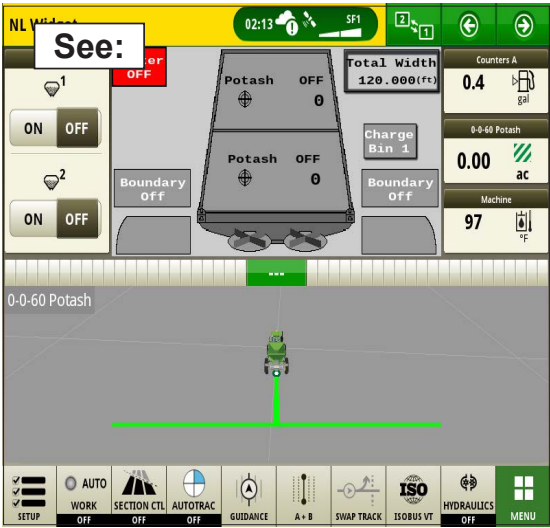 NL Widget
See:
02:13
SF1
2
1
OFF
1
ON OFF
2
ON OFF
Potash OFF
0
Potash OFF
0
Total Width
120.000(ft)
Charge
Bin 1
Boundary
Off
Boundary
Off
Counters A
0.4
gal
0-0-60 Potash
0.00
ac
Machine
97
°F
0-0-60 Potash
SETUP
AUTO
WORK
OFF
SECTION CTL
OFF
AUTOTRAC
OFF
GUIDANCE
A + B
SWAP TRACK
ISO
ISOBUS VT
HYDRAULICS
OFF
MENU